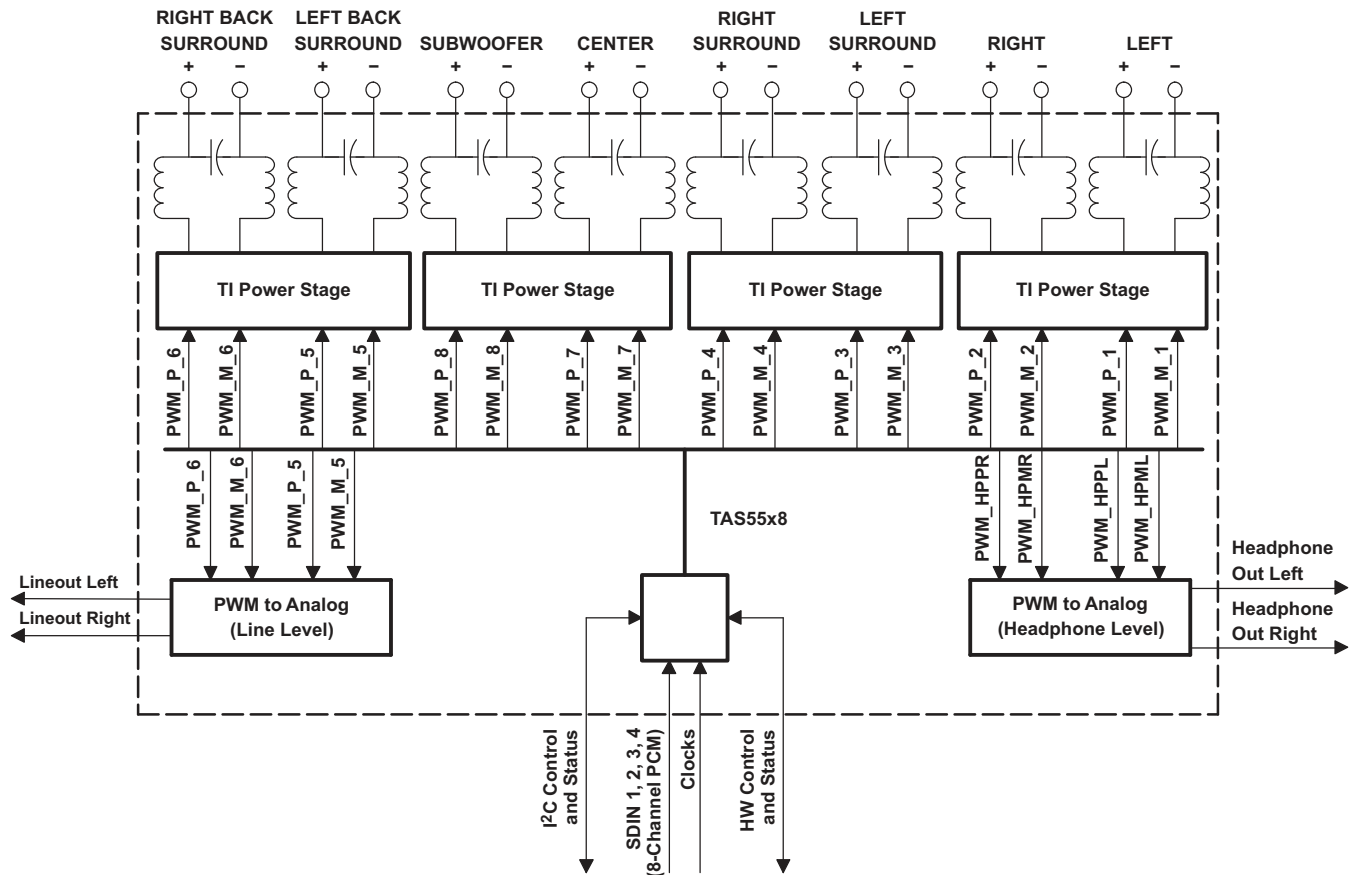 RIGHT BACK
SURROUND
LEFT BACK
SURROUND
SUBWOOFER
CENTER
RIGHT
SURROUND
LEFT
SURROUND
RIGHT
LEFT
+ – + – + – + – + – + – + – + –
TI Power Stage
TI Power Stage
TI Power Stage
TI Power Stage
PWM_P_6
PWM_M_6
PWM_P_5
PWM_M_5
PWM_P_8
PWM_M_8
PWM_P_7
PWM_M_7
PWM_P_4
PWM_M_4
PWM_P_3
PWM_M_3
PWM_P_2
PWM_M_2
PWM_P_1
PWM_M_1
PWM_P_6
PWM_M_6
PWM_P_5
PWM_M_5
TAS55x8
PWM_HPPR
PWM_HPMR
PWM_HPPL
PWM_HPML
Lineout Left
Lineout Right
PWM to Analog
(Line Level)
PWM to Analog
(Headphone Level)
Headphone
Out Left
Headphone
Out Right
I²C Control
and Status
SDIN 1, 2, 3, 4
(8-Channel PCM)
Clocks
HW Control
and Status